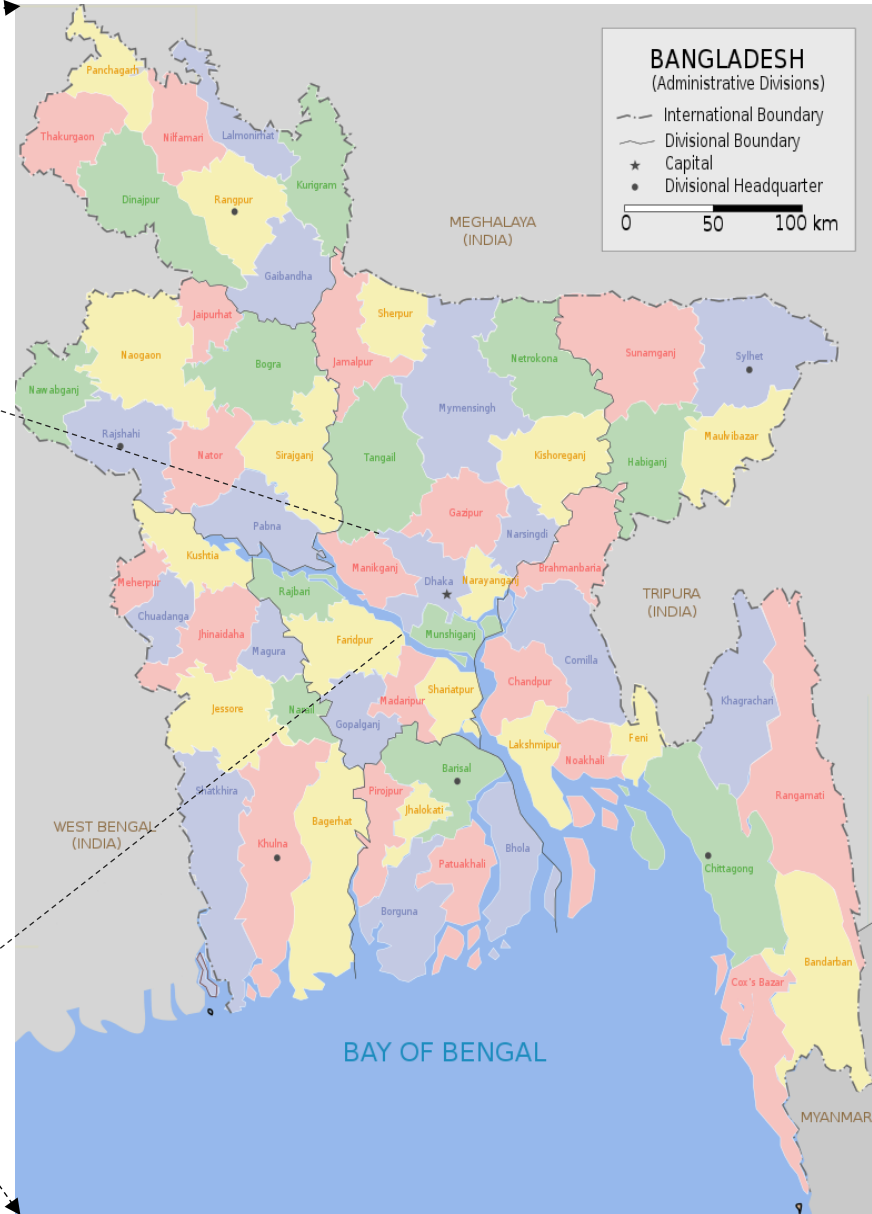 BANGLADESH
(Administrative Divisions)
International Boundary
Divisional Boundary
Capital
Divisional Headquarter
0 50 100 km
Panchagarh
Thakurgaon
Nilfamari
Lalmonirhat
Dinajpur
Rangpur
Kurigram
MEGHALAYA
(INDIA)
Gaibandha
Jaipurhat
Sherpur
Naogaon
Bogra
Jamalpur
Netrokona
Sunamganj
Sylhet
Nawabganj
Mymensingh
Rajshahi
Maulvibazar
Nator
Sirajganj
Tangail
Kishoreganj
Habiganj
Pabna
Gazipur
Narsingdi
Kushtia
Manikganj
Brahmanbaria
Meherpur
Dhaka
Narayanganj
Rajbari
TRIPURA
(INDIA)
Chuadanga
Jhinaidaha
Magura
Faridpur
Munshiganj
Comilla
Jessore
Narail
Gopalganj
Madaripur
Shariatpur
Chandpur
Khagrachari
Lakshmipur
Noakhali
Feni
Shatkhira
Barisal
Pirojpur
Jhalokati
Rangamati
WEST BENGAL
(INDIA)
Bagerhat
Khulna
Bhola
Patuakhali
Chittagong
Borguna
Bandarban
Cox's Bazar
BAY OF BENGAL
MYANMAR